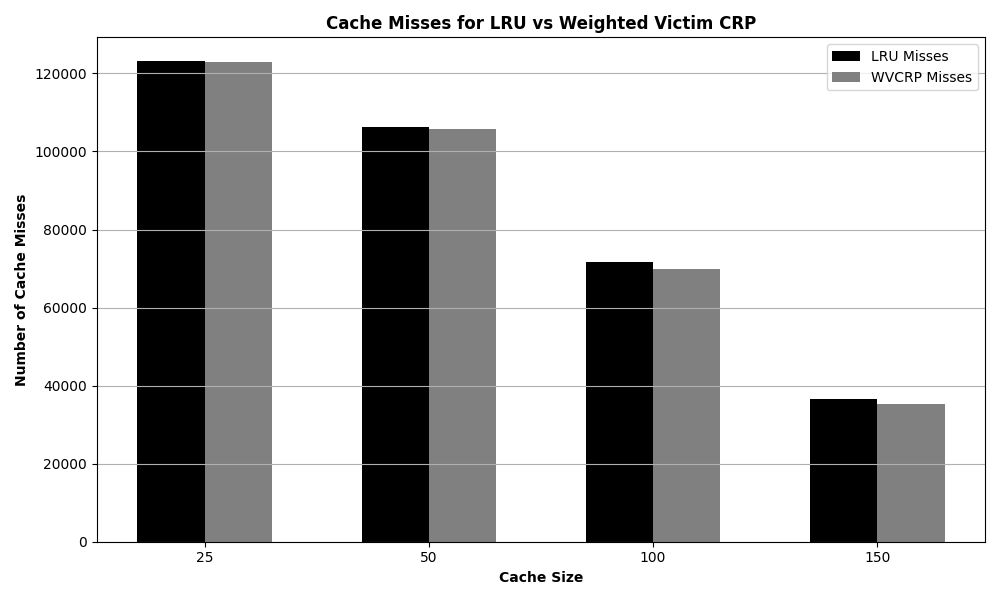 Cache Misses for LRU vs Weighted Victim CRP
LRU Misses
WVCRP Misses
120000
100000
80000
60000
40000
20000
0
Number of Cache Misses
25 50 100 150
Cache Size